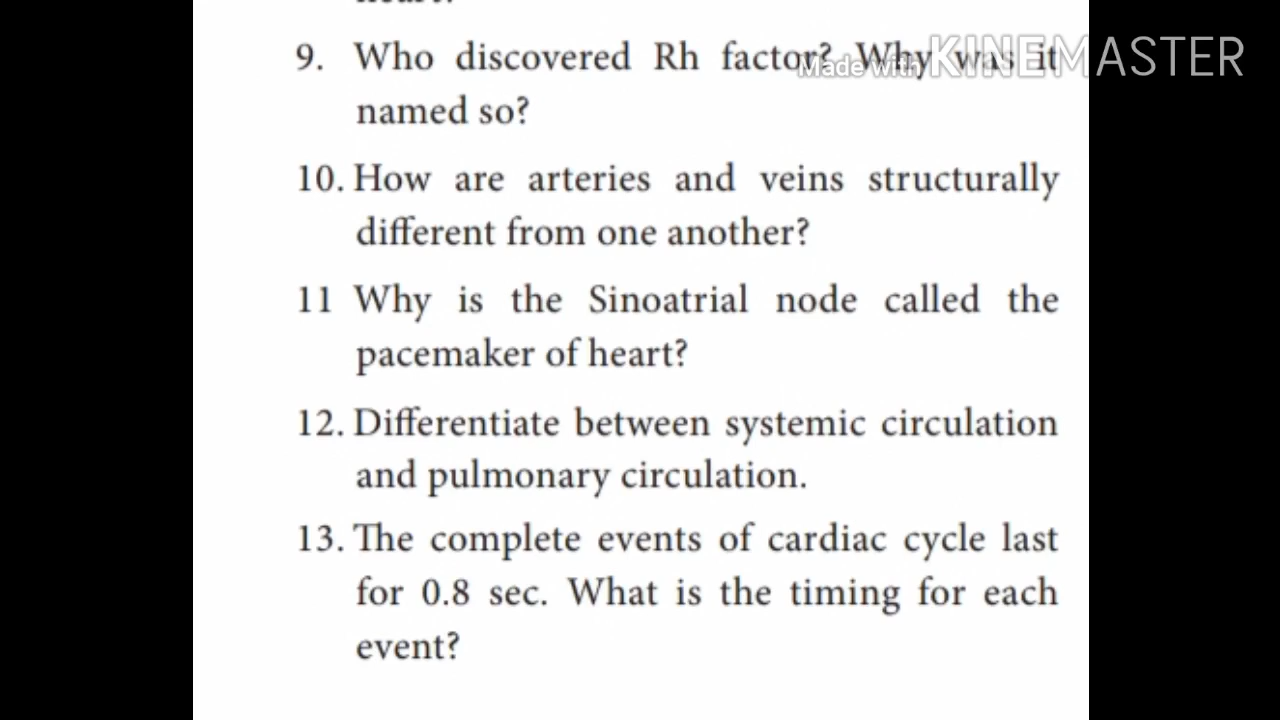 9. Who discovered Rh factor? Why was it
Made with KINEMASTER
named so?
10. How are arteries and veins structurally
different from one another?
11 Why is the Sinoatrial node called the
pacemaker of heart?
12. Differentiate between systemic circulation
and pulmonary circulation.
13. The complete events of cardiac cycle last
for 0.8 sec. What is the timing for each
event?